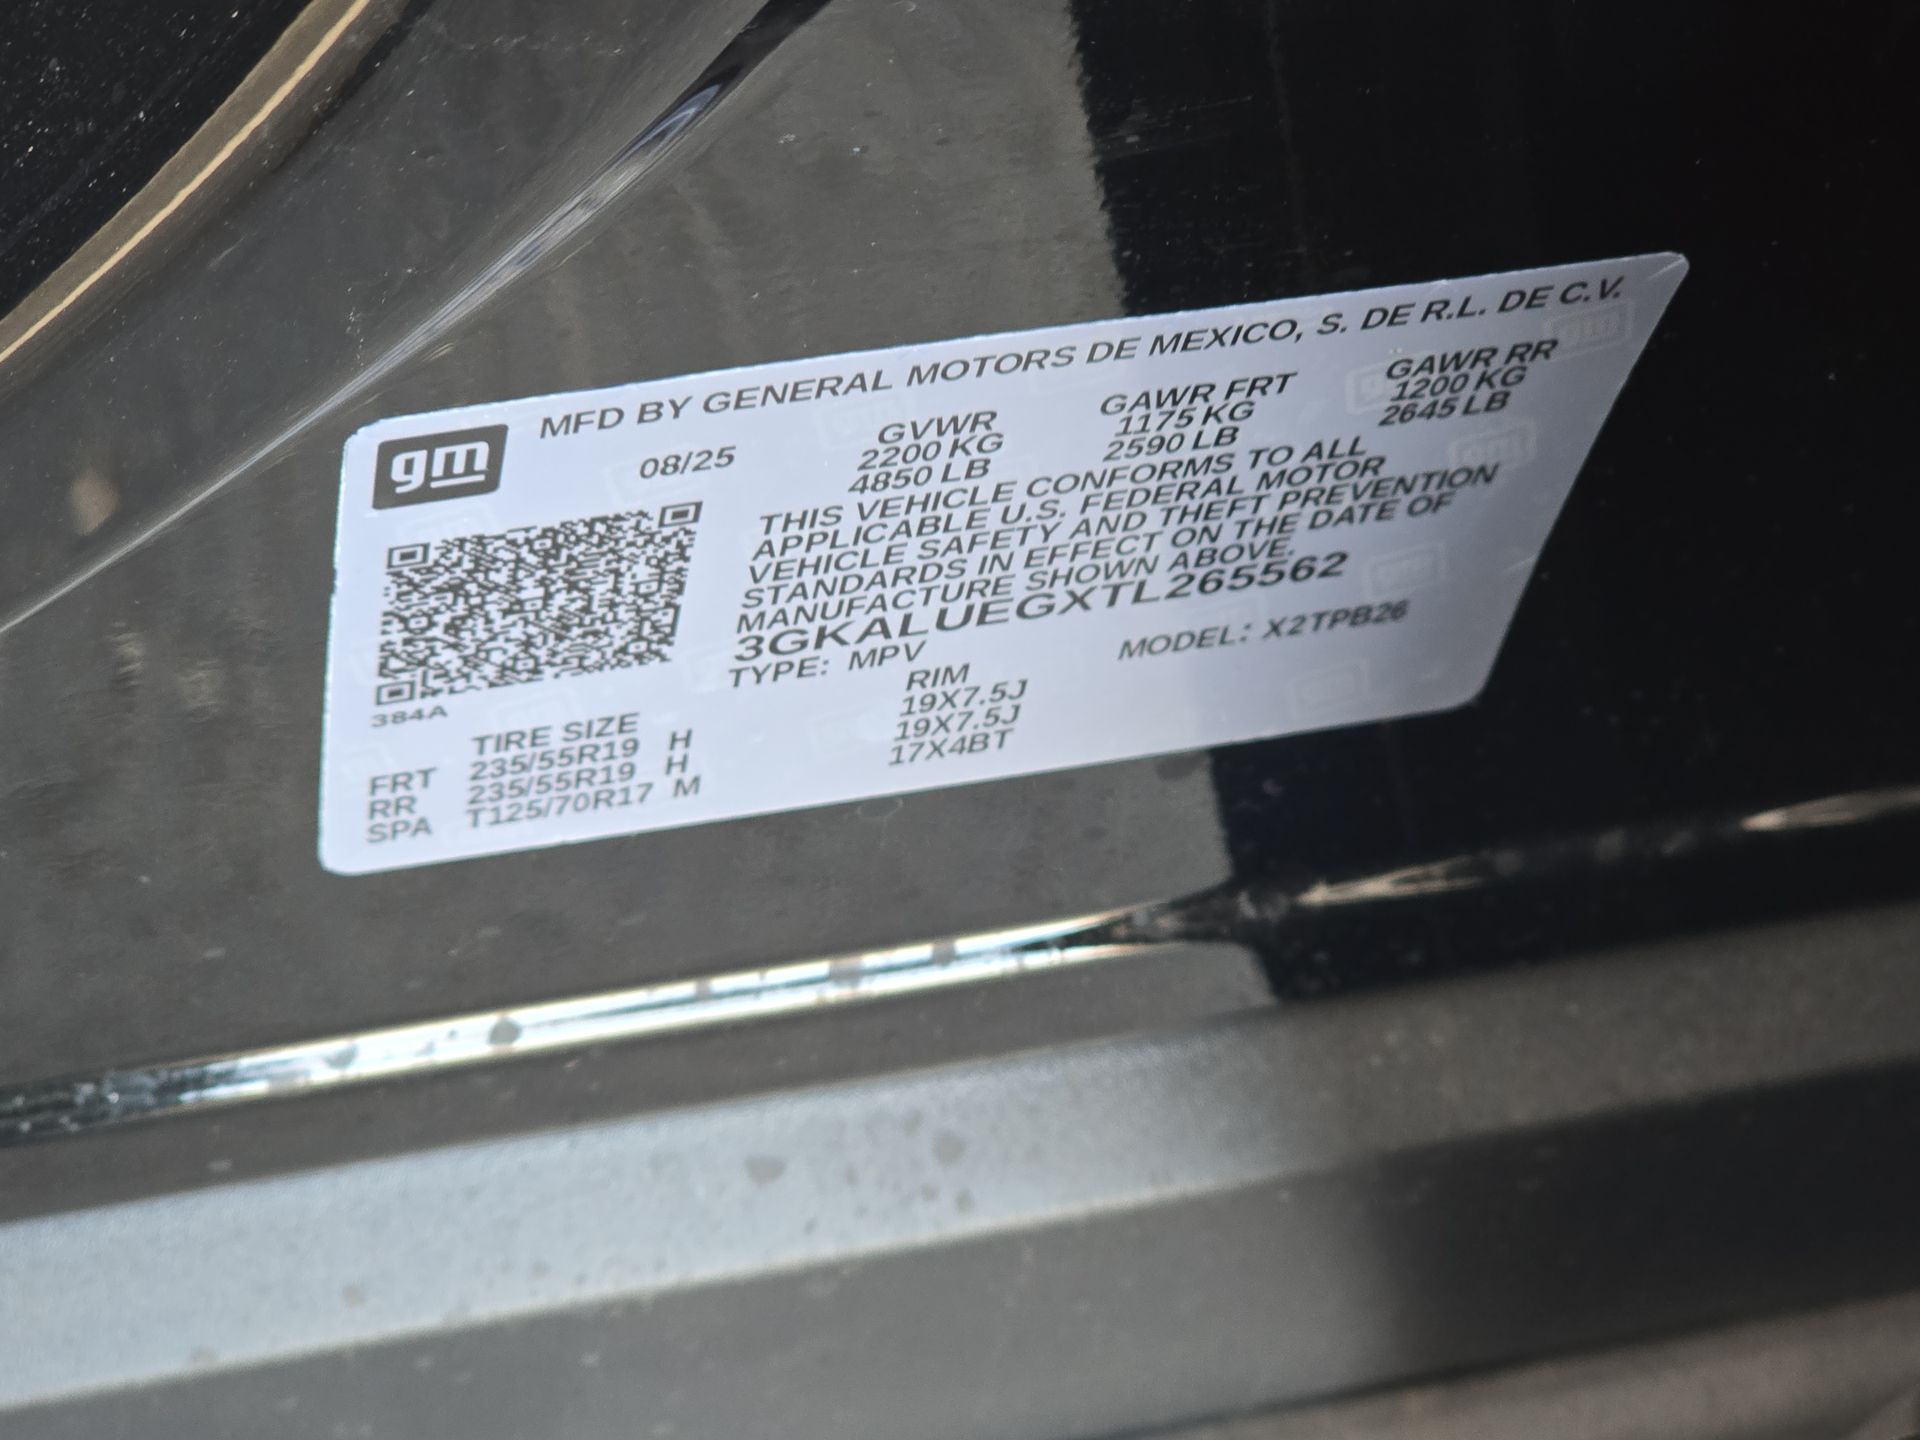 MFD BY GENERAL MOTORS DE MEXICO, S. DE R.L. DE C.V.
gm
08/25
GVWR
2200 KG
4850 LB
GAWR FRT
1175 KG
2590 LB
GAWR RR
1200 KG
2645 LB
THIS VEHICLE CONFORMS TO ALL
APPLICABLE U.S. FEDERAL MOTOR
VEHICLE SAFETY AND THEFT PREVENTION
STANDARDS IN EFFECT ON THE DATE OF
MANUFACTURE SHOWN ABOVE.
3GKALUEGXTL265562
TYPE: MPV
MODEL: X2TPB26
384A
TIRE SIZE RIM
FRT 235/55R19 H 19X7.5J
RR 235/55R19 H 19X7.5J
SPA T125/70R17 M 17X4BT